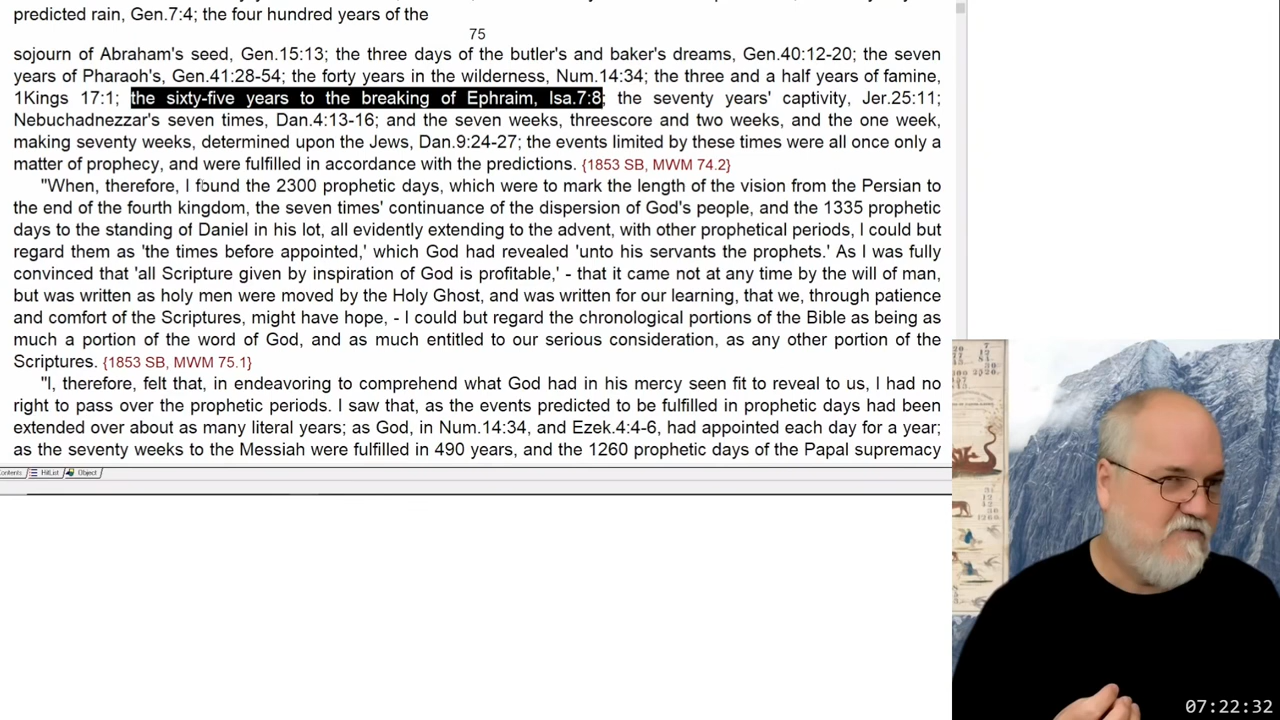 predicted rain, Gen.7:4; the four hundred years of the
75
sojourn of Abraham's seed, Gen.15:13; the three days of the butler's and baker's dreams, Gen.40:12-20; the seven
years of Pharaoh's, Gen.41:28-54; the forty years in the wilderness, Num.14:34; the three and a half years of famine,
1Kings 17:1; the sixty-five years to the breaking of Ephraim, Isa.7:8; the seventy years' captivity, Jer.25:11;
Nebuchadnezzar's seven times, Dan.4:13-16; and the seven weeks, threescore and two weeks, and the one week,
making seventy weeks, determined upon the Jews, Dan.9:24-27; the events limited by these times were all once only a
matter of prophecy, and were fulfilled in accordance with the predictions. {1853 SB, MWM 74.2}
"When, therefore, I found the 2300 prophetic days, which were to mark the length of the vision from the Persian to
the end of the fourth kingdom, the seven times' continuance of the dispersion of God's people, and the 1335 prophetic
days to the standing of Daniel in his lot, all evidently extending to the advent, with other prophetical periods, I could but
regard them as 'the times before appointed,' which God had revealed 'unto his servants the prophets.' As I was fully
convinced that 'all Scripture given by inspiration of God is profitable,' - that it came not at any time by the will of man,
but was written as holy men were moved by the Holy Ghost, and was written for our learning, that we, through patience
and comfort of the Scriptures, might have hope, - I could but regard the chronological portions of the Bible as being as
much a portion of the word of God, and as much entitled to our serious consideration, as any other portion of the
Scriptures. {1853 SB, MWM 75.1}
"I, therefore, felt that, in endeavoring to comprehend what God had in his mercy seen fit to reveal to us, I had no
right to pass over the prophetic periods. I saw that, as the events predicted to be fulfilled in prophetic days had been
extended over about as many literal years; as God, in Num.14:34, and Ezek.4:4-6, had appointed each day for a year;
as the seventy weeks to the Messiah were fulfilled in 490 years, and the 1260 prophetic days of the Papal supremacy
Contents HitList Object
07:22:32